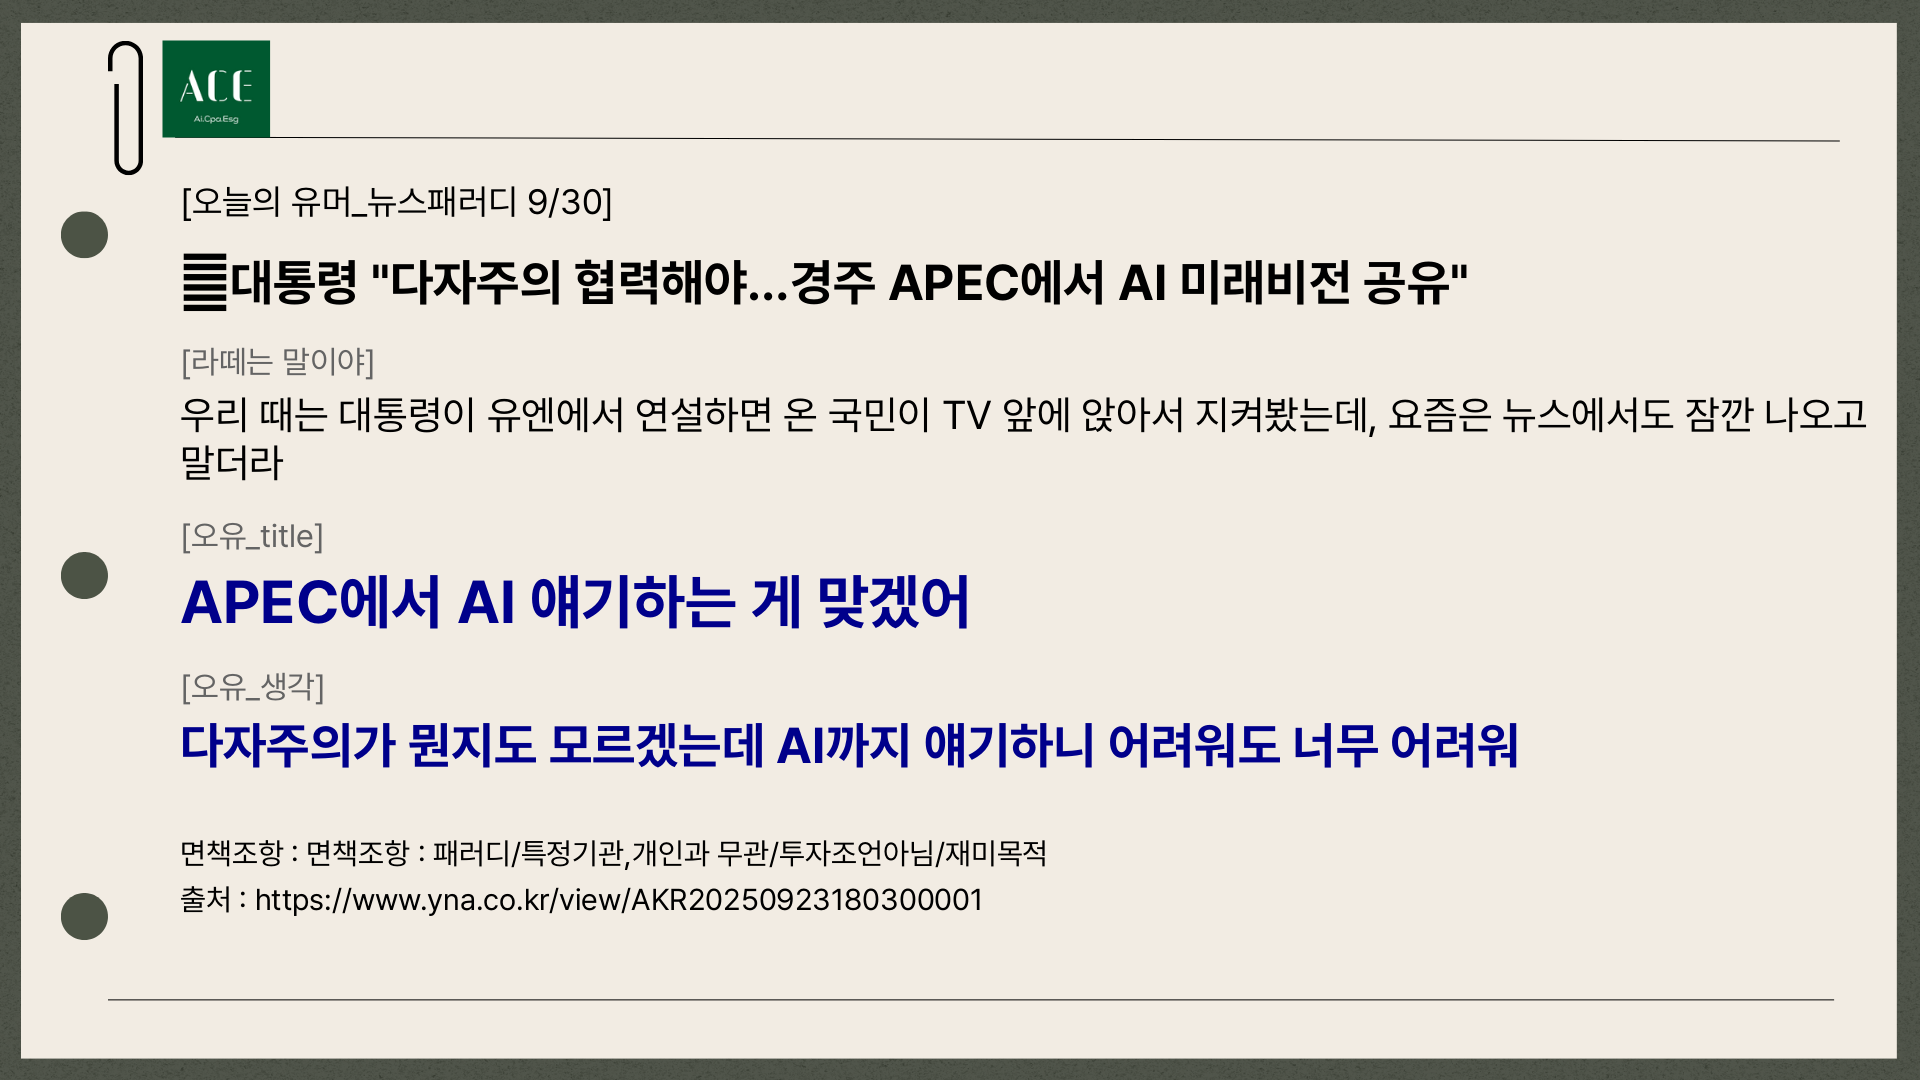 ACE
Ai.Cpa.Esg
[오늘의 유머_뉴스패러디 9/30]
대통령 "다자주의 협력해야...경주 APEC에서 AI 미래비전 공유"
[라떼는 말이야]
우리 때는 대통령이 유엔에서 연설하면 온 국민이 TV 앞에 앉아서 지켜봤는데, 요즘은 뉴스에서도 잠깐 나오고
말더라
[오유_title]
APEC에서 AI 얘기하는 게 맞겠어
[오유_생각]
다자주의가 뭔지도 모르겠는데 AI까지 얘기하니 어려워도 너무 어려워
면책조항 : 면책조항 : 패러디/특정기관,개인과 무관/투자조언아님/재미목적
출처 : https://www.yna.co.kr/view/AKR20250923180300001